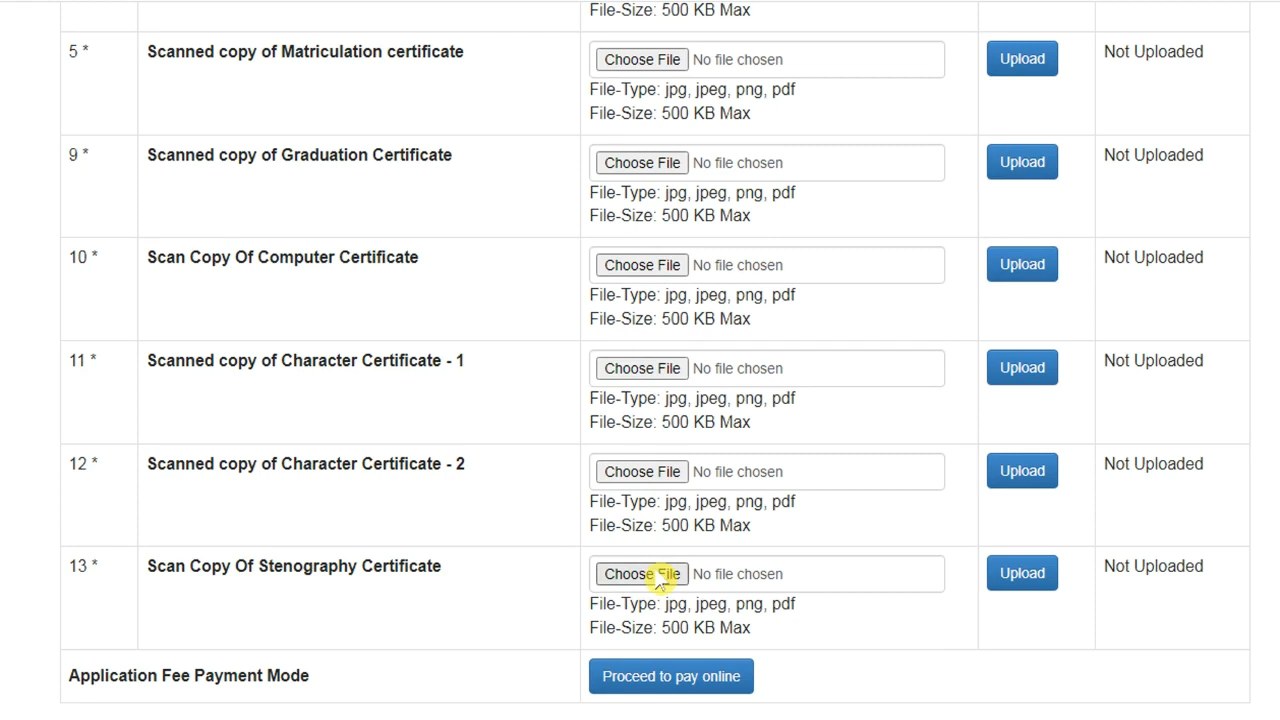 File-Size: 500 KB Max
5 * Scanned copy of Matriculation certificate Choose File No file chosen Upload Not Uploaded
File-Type: jpg, jpeg, png, pdf
File-Size: 500 KB Max
9 * Scanned copy of Graduation Certificate Choose File No file chosen Upload Not Uploaded
File-Type: jpg, jpeg, png, pdf
File-Size: 500 KB Max
10 * Scan Copy Of Computer Certificate Choose File No file chosen Upload Not Uploaded
File-Type: jpg, jpeg, png, pdf
File-Size: 500 KB Max
11 * Scanned copy of Character Certificate - 1 Choose File No file chosen Upload Not Uploaded
File-Type: jpg, jpeg, png, pdf
File-Size: 500 KB Max
12 * Scanned copy of Character Certificate - 2 Choose File No file chosen Upload Not Uploaded
File-Type: jpg, jpeg, png, pdf
File-Size: 500 KB Max
13 * Scan Copy Of Stenography Certificate Choose File No file chosen Upload Not Uploaded
File-Type: jpg, jpeg, png, pdf
File-Size: 500 KB Max
Application Fee Payment Mode Proceed to pay online